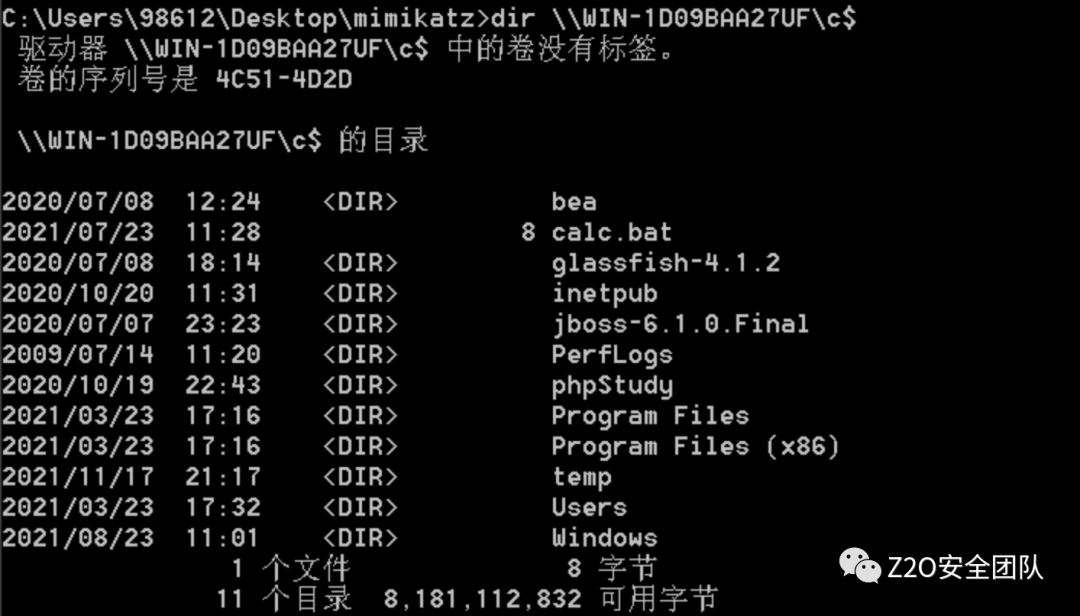 C:\Users\98612\Desktop\mimikatz>dir \\WIN-1D09BAA27UF\c$
驱动器 \\WIN-1D09BAA27UF\c$ 中的卷没有标签。
卷的序列号是 4C51-4D2D
\\WIN-1D09BAA27UF\c$ 的目录
2020/07/08 12:24 <DIR> bea
2021/07/23 11:28 8 calc.bat
2020/07/08 18:14 <DIR> glassfish-4.1.2
2020/10/20 11:31 <DIR> inetpub
2020/07/07 23:23 <DIR> jboss-6.1.0.Final
2009/07/14 11:20 <DIR> PerfLogs
2020/10/19 22:43 <DIR> phpStudy
2021/03/23 17:16 <DIR> Program Files
2021/03/23 17:16 <DIR> Program Files (x86)
2021/11/17 21:17 <DIR> temp
2021/03/23 17:32 <DIR> Users
2021/08/23 11:01 <DIR> Windows
1 个文件 8 字节
11 个目录 8,181,112,832 可用字节
Z2O安全团队